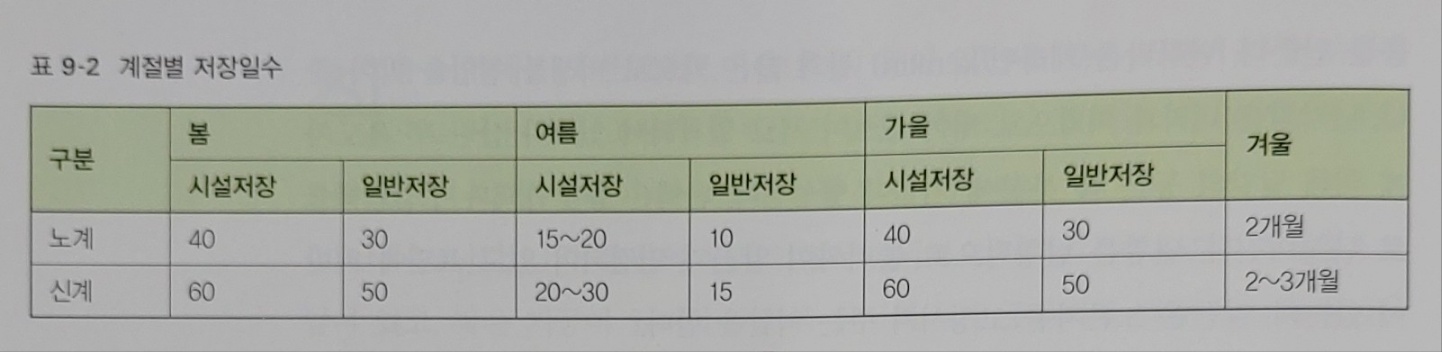 표 9-2 계절별 저장일수
구분 봄 여름 가을 겨울
시설저장 일반저장 시설저장 일반저장 시설저장 일반저장
노계 40 30 15~20 10 40 30 2개월
신계 60 50 20~30 15 60 50 2~3개월